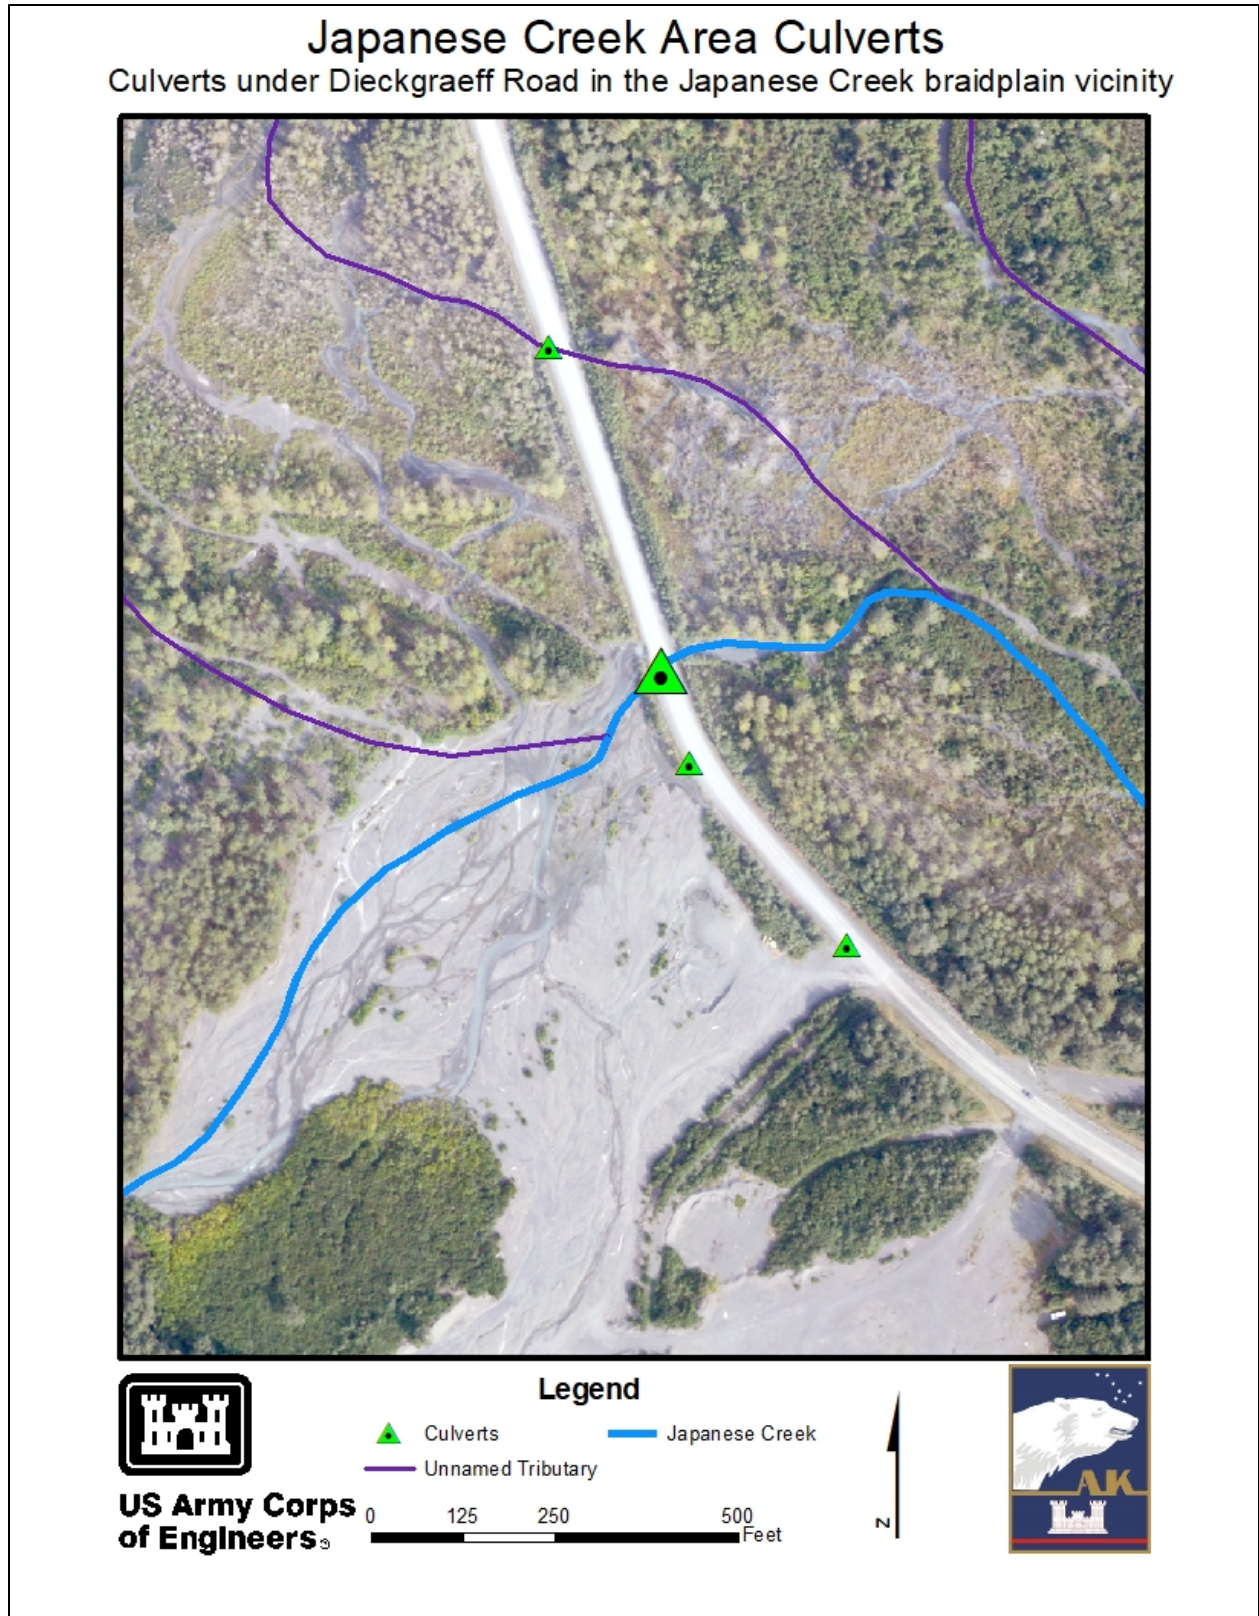 Japanese Creek Area Culverts
Culverts under Dieckgraeff Road in the Japanese Creek braidplain vicinity
Legend
Culverts
Japanese Creek
Unnamed Tributary
US Army Corps
of Engineers®
0 125 250 500
Feet
N
AK